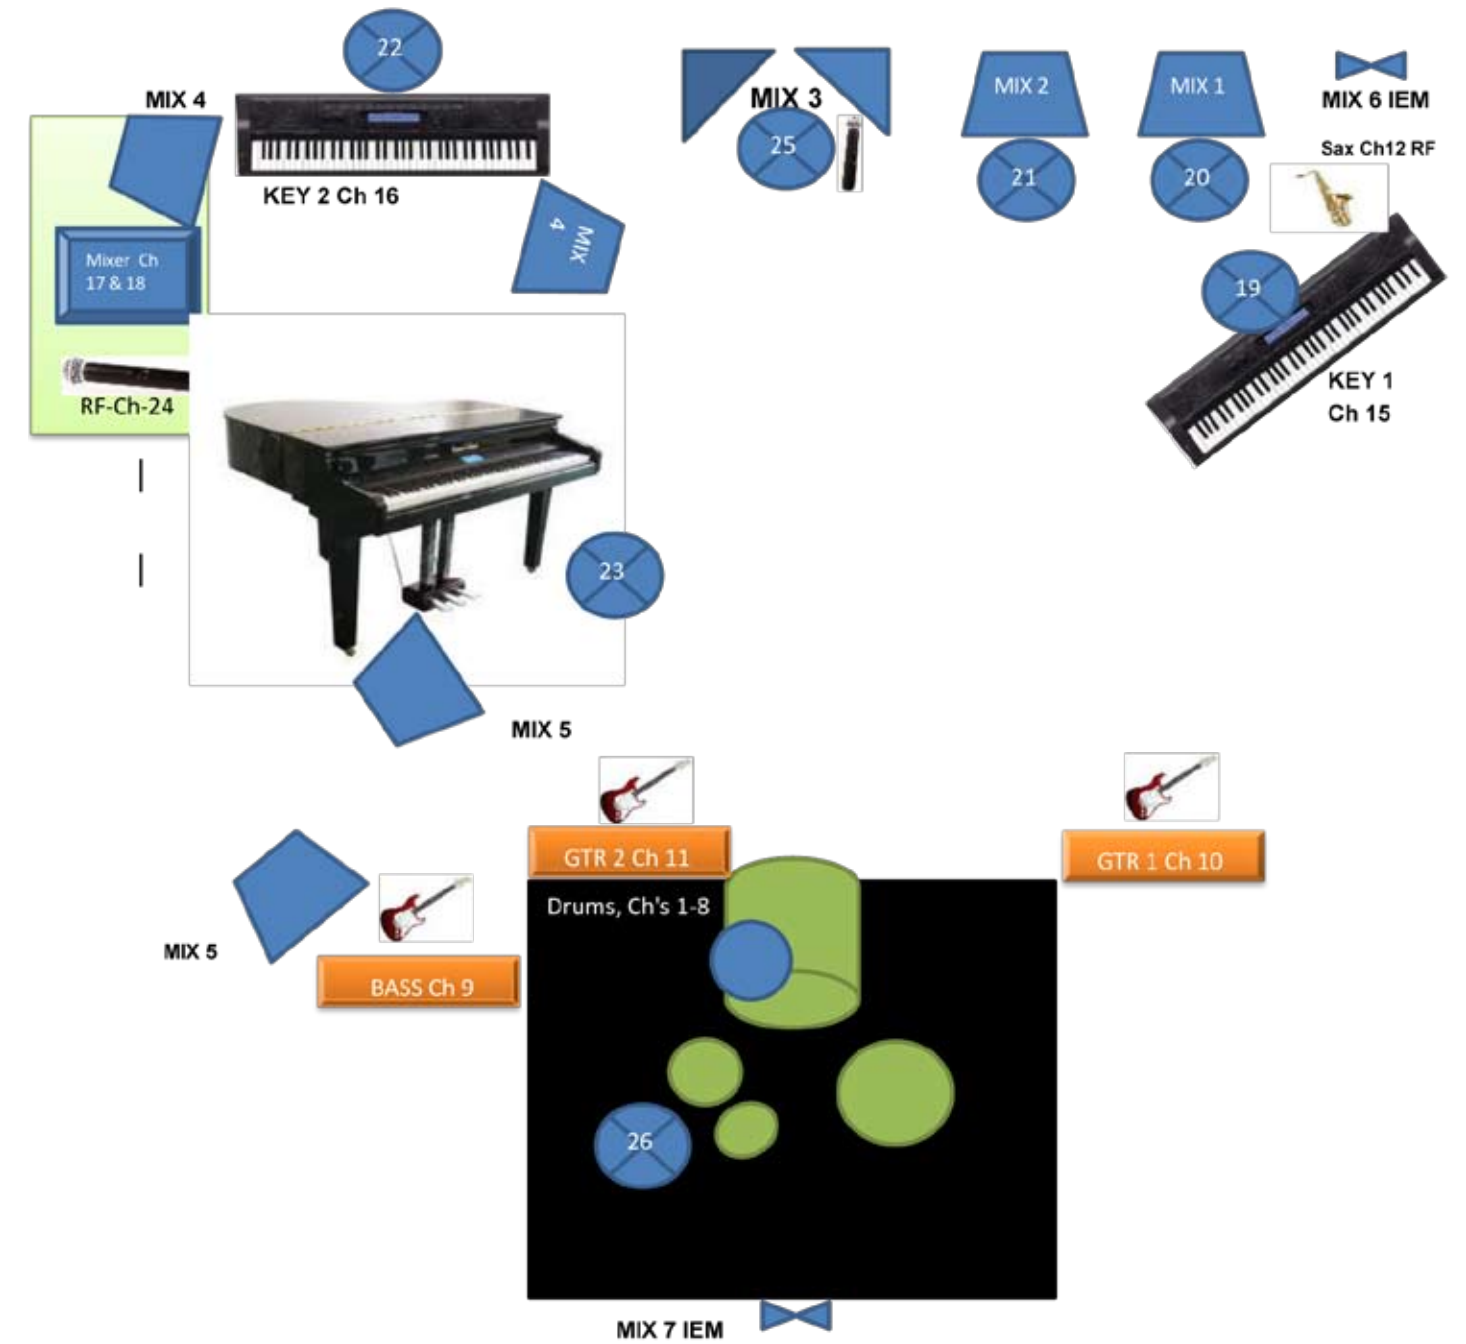 22
MIX 4
KEY 2 Ch 16
MIX
4
Mixer Ch
17 & 18
RF-Ch-24
MIX 3
25
MIX 2
21
MIX 1
20
MIX 6 IEM
Sax Ch12 RF
19
KEY 1
Ch 15
23
MIX 5
GTR 2 Ch 11
GTR 1 Ch 10
MIX 5
BASS Ch 9
Drums, Ch's 1-8
26
MIX 7 IEM